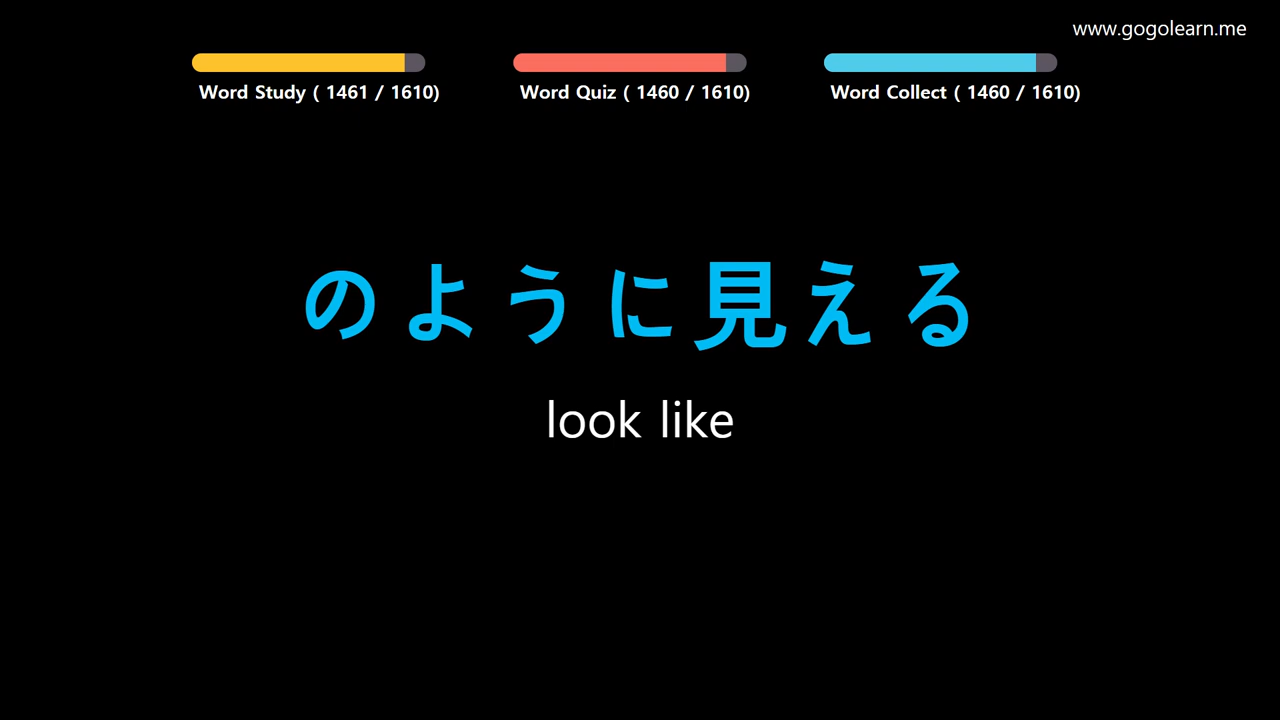 www.gogolearn.me
Word Study ( 1461 / 1610)
Word Quiz ( 1460 / 1610)
Word Collect ( 1460 / 1610)
のように見える
look like